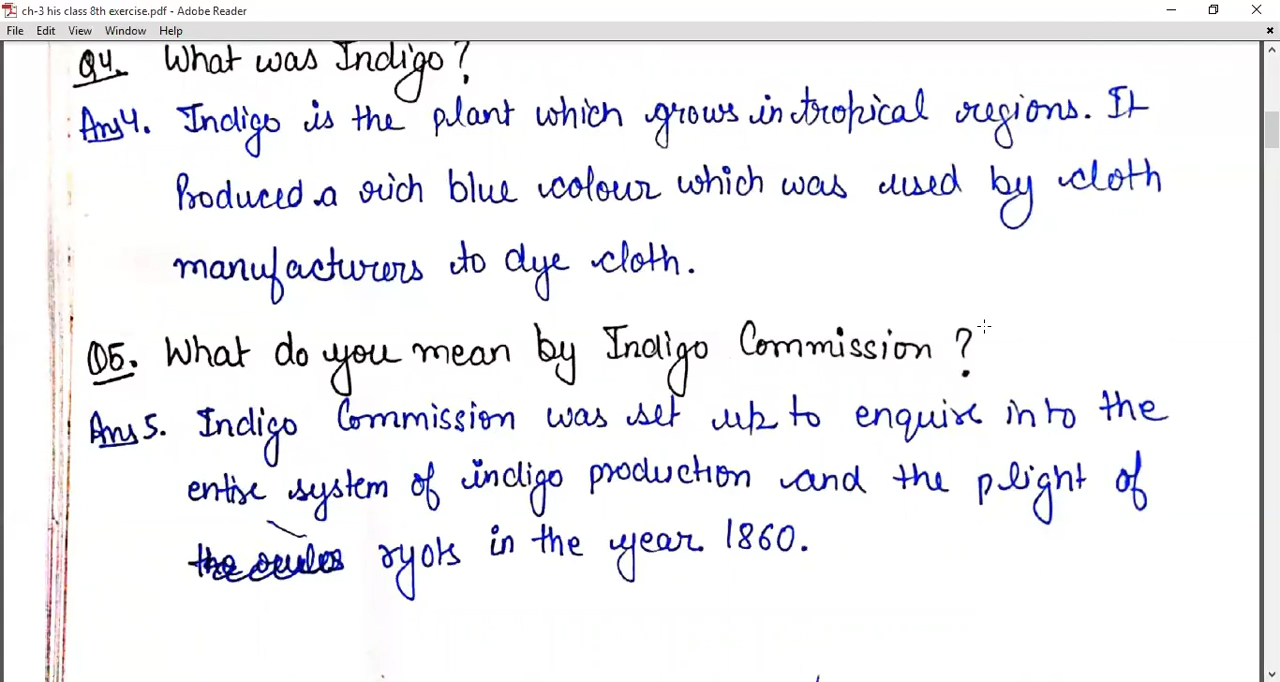 ch-3 his class 8th exercise.pdf - Adobe Reader
File Edit View Window Help
Q4. What was Indigo?
Ans4. Indigo is the plant which grows in tropical regions. It
Produced a rich blue colour which was used by cloth
manufacturers to dye cloth.
Q5. What do you mean by Indigo Commission?
Ans5. Indigo Commission was set up to enquire into the
entire system of indigo production and the plight of
ryots in the year 1860.